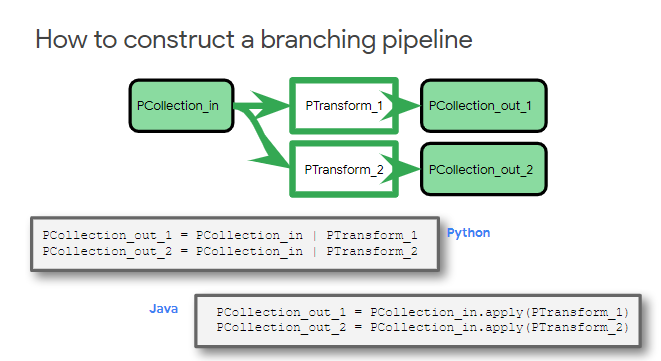 How to construct a branching pipeline
PCollection_in
PTransform_1
PCollection_out_1
PTransform_2
PCollection_out_2
PCollection_out_1 = PCollection_in | PTransform_1
PCollection_out_2 = PCollection_in | PTransform_2
Python
Java
PCollection_out_1 = PCollection_in.apply(PTransform_1)
PCollection_out_2 = PCollection_in.apply(PTransform_2)